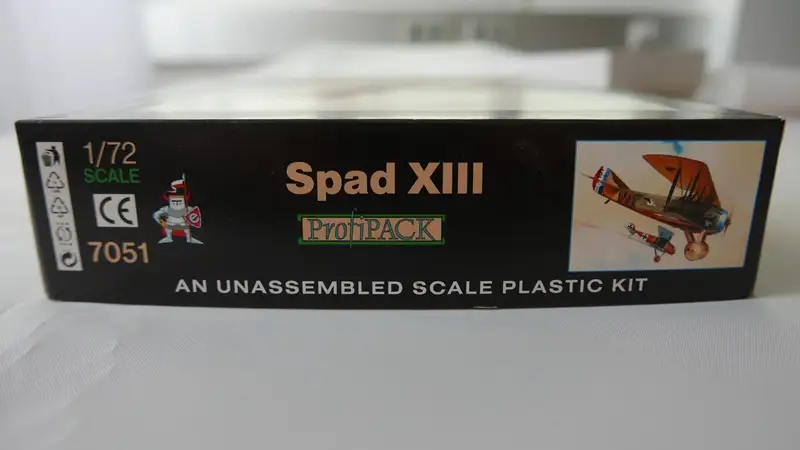 1/72
SCALE
CE
7051
Spad XIII
ProfiPACK
AN UNASSEMBLED SCALE PLASTIC KIT